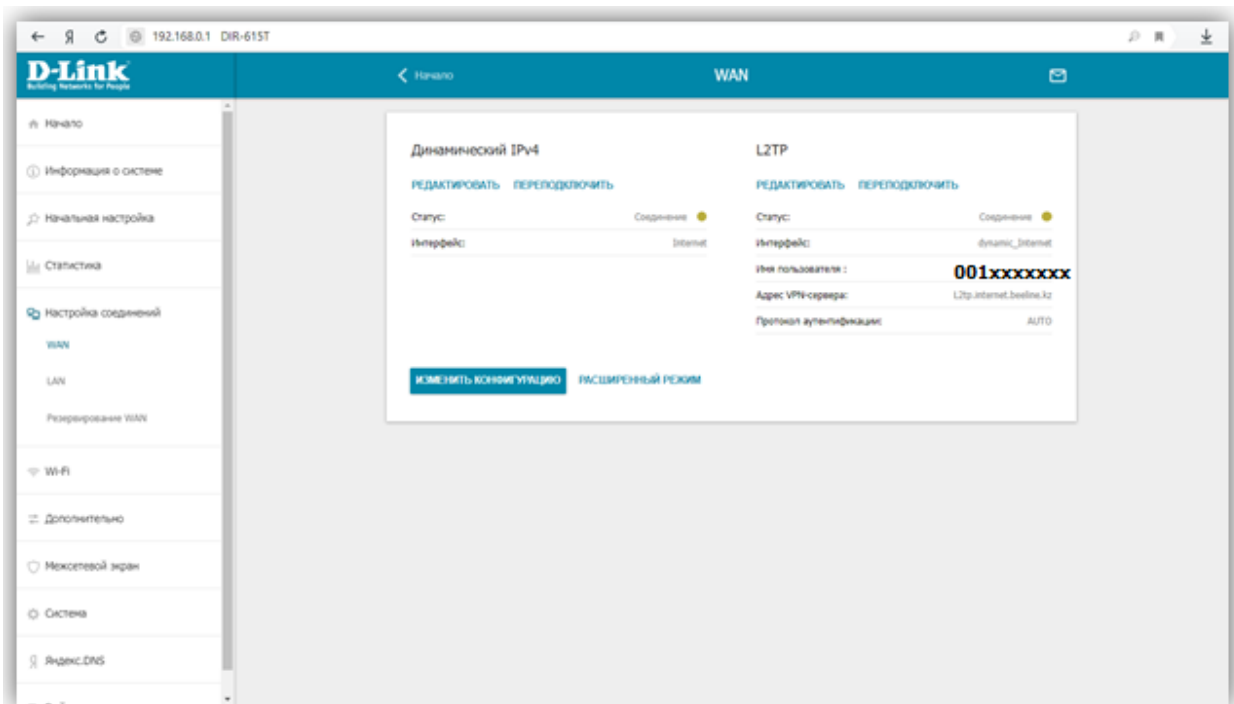 192.168.0.1 DIR-615T
D-Link
Building Networks for People
Начало
WAN
Начало
Информация о системе
Начальная настройка
Статистика
Настройка соединений
WAN
LAN
Резервирование WAN
Wi-Fi
Дополнительно
Межсетевой экран
Система
Яндекс.DNS
Динамический IPv4
РЕДАКТИРОВАТЬ ПЕРЕПОДКЛЮЧИТЬ
Статус: Соединение
Интерфейс: Internet
L2TP
РЕДАКТИРОВАТЬ ПЕРЕПОДКЛЮЧИТЬ
Статус: Соединение
Интерфейс: dynamic_Internet
Имя пользователя : 001xxxxxxx
Адрес VPN-сервера: L2tp.internet.beeline.kz
Протокол аутентификации: AUTO
ИЗМЕНИТЬ КОНФИГУРАЦИЮ РАСШИРЕННЫЙ РЕЖИМ